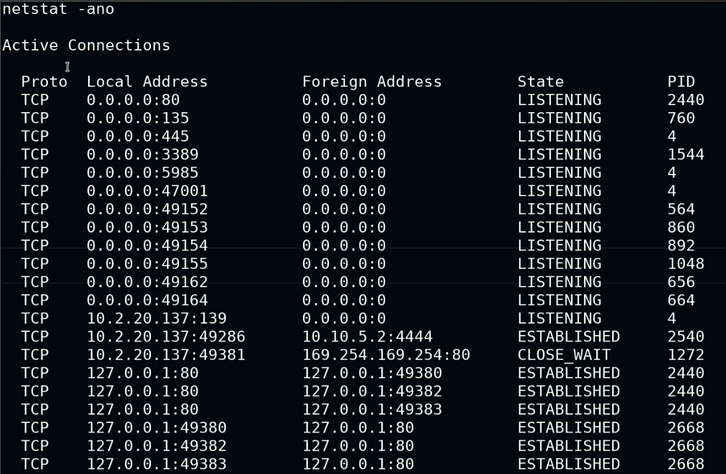 netstat -ano
Active Connections
Proto  Local Address          Foreign Address        State           PID
TCP    0.0.0.0:80             0.0.0.0:0              LISTENING       2440
TCP    0.0.0.0:135            0.0.0.0:0              LISTENING       760
TCP    0.0.0.0:445            0.0.0.0:0              LISTENING       4
TCP    0.0.0.0:3389           0.0.0.0:0              LISTENING       1544
TCP    0.0.0.0:5985           0.0.0.0:0              LISTENING       4
TCP    0.0.0.0:47001          0.0.0.0:0              LISTENING       4
TCP    0.0.0.0:49152          0.0.0.0:0              LISTENING       564
TCP    0.0.0.0:49153          0.0.0.0:0              LISTENING       860
TCP    0.0.0.0:49154          0.0.0.0:0              LISTENING       892
TCP    0.0.0.0:49155          0.0.0.0:0              LISTENING       1048
TCP    0.0.0.0:49162          0.0.0.0:0              LISTENING       656
TCP    0.0.0.0:49164          0.0.0.0:0              LISTENING       664
TCP    10.2.20.137:139        0.0.0.0:0              LISTENING       4
TCP    10.2.20.137:49286      10.10.5.2:4444         ESTABLISHED     2540
TCP    10.2.20.137:49381      169.254.169.254:80     CLOSE_WAIT      1272
TCP    127.0.0.1:80           127.0.0.1:49380        ESTABLISHED     2440
TCP    127.0.0.1:80           127.0.0.1:49382        ESTABLISHED     2440
TCP    127.0.0.1:80           127.0.0.1:49383        ESTABLISHED     2440
TCP    127.0.0.1:49380        127.0.0.1:80           ESTABLISHED     2668
TCP    127.0.0.1:49382        127.0.0.1:80           ESTABLISHED     2668
TCP    127.0.0.1:49383        127.0.0.1:80           ESTABLISHED     2668